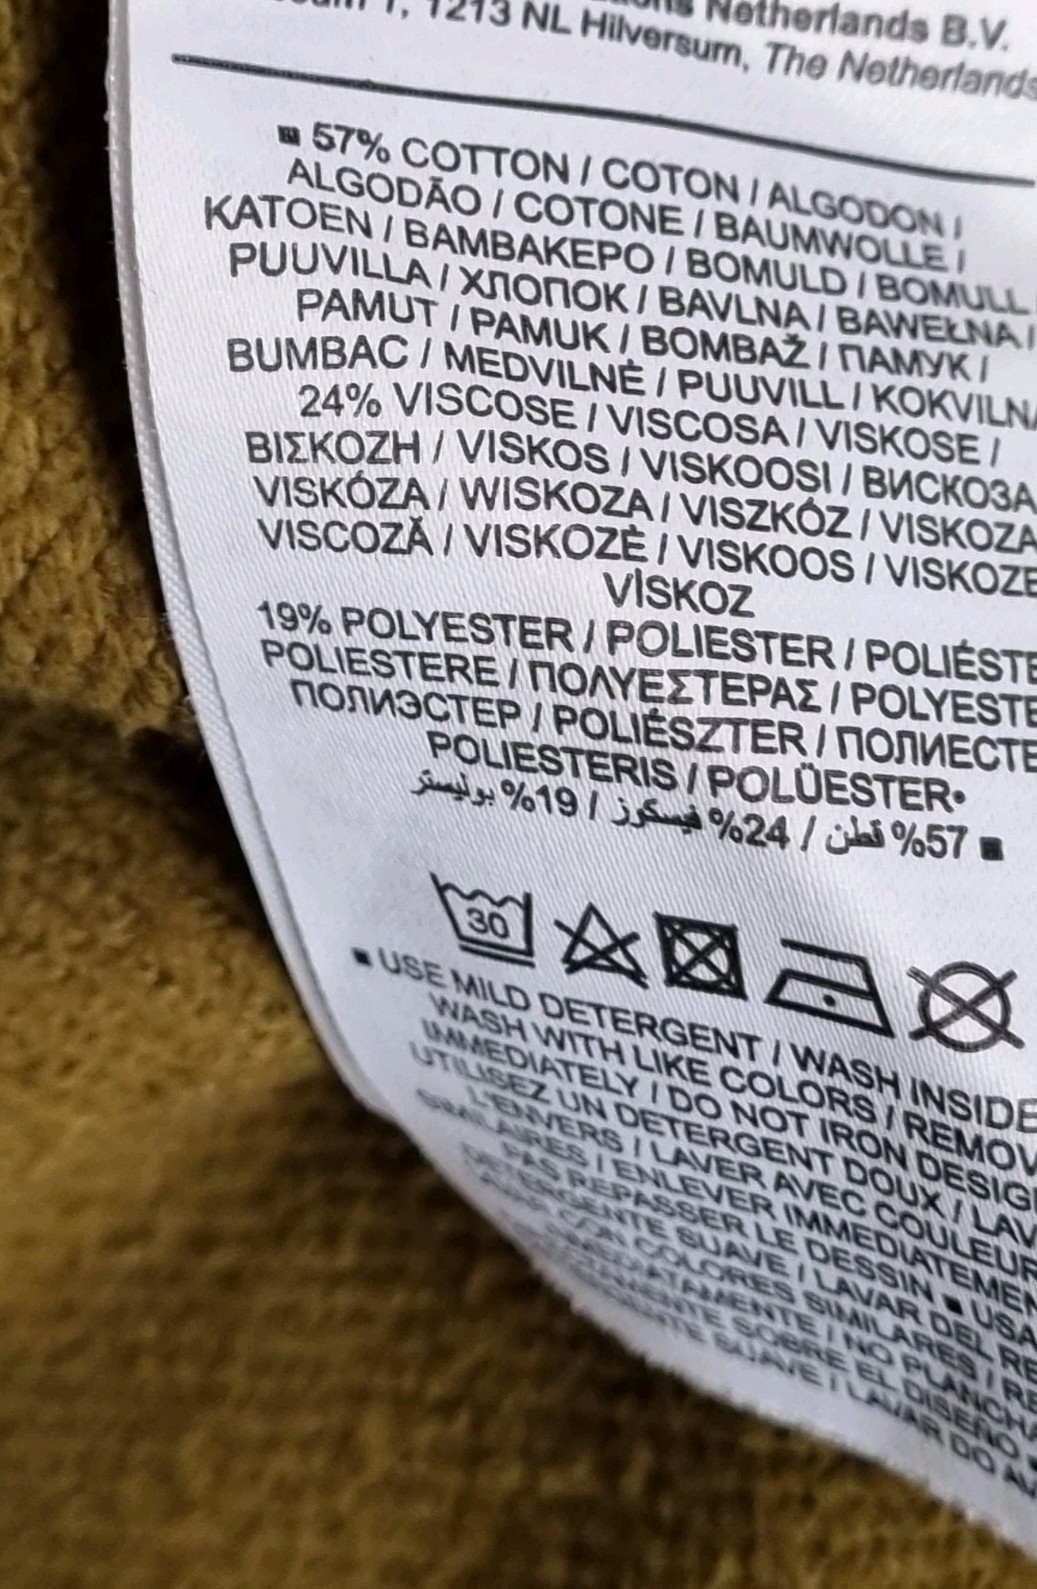 Netherlands B.V.
1213 NL Hilversum, The Netherlands
57% COTTON / COTON / ALGODON /
ALGODÃO / COTONE / BAUMWOLLE /
KATOEN / ΒΑΜΒΑΚΕΡΟ / BOMULD / BOMULL
PUUVILLA / ХЛОПОК / BAVLNA / BAWEŁNA /
PAMUT / PAMUK / BOMBAŽ / ПАМУК /
BUMBAC / MEDVILNĖ / PUUVILL / KOKVILNA
24% VISCOSE / VISCOSA / VISKOSE /
ΒΙΣΚΟΖΗ / VISKOS / VISKOOSI / ВИСКОЗА
VISKÓZA / WISKOZA / VISZKÓZ / VISKOZA
VISCOZĂ / VISKOZĖ / VISKOOS / VISKOZE
VİSKOZ
19% POLYESTER / POLIESTER / POLIÉSTE
POLIESTERE / ΠΟΛΥΕΣΤΕΡΑΣ / POLYESTE
ПОЛИЭСТЕР / POLIÉSZTER / ПОЛИЕСТЕ
POLIESTERIS / POLÜESTER•
57% قطن / 24% فيسكوز / 19% بوليستر
30
USE MILD DETERGENT / WASH INSIDE
WASH WITH LIKE COLORS / REMOV
IMMEDIATELY / DO NOT IRON DESIG
UTILISEZ UN DETERGENT DOUX / LAV
L'ENVERS / LAVER AVEC COULEUR
SIMILAIRES / ENLEVER IMMEDIATEMEN
PAS REPASSER LE DESSIN ■ USA
DETERGENTE SUAVE / LAVAR DEL RE
CON COLORES SIMILARES / RE
INMEDIATAMENTE / NO PLANCHA
SOBRE EL DISEÑO
SUAVE / LAVAR DO AV